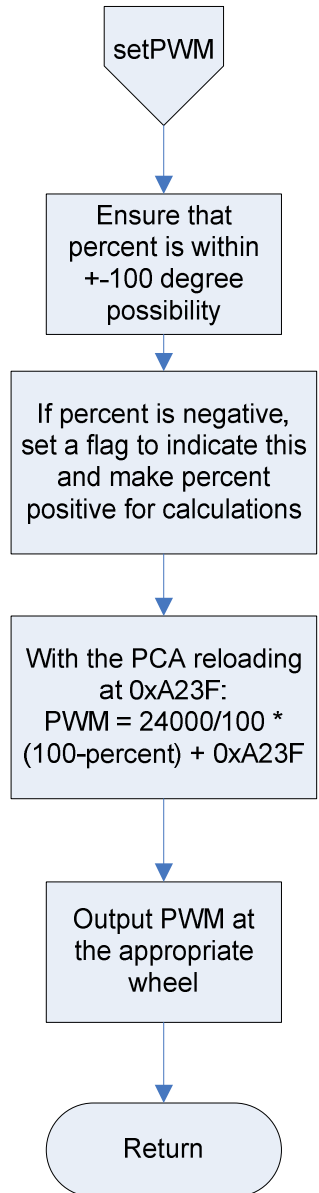 setPWM
Ensure that
percent is within
+-100 degree
possibility
If percent is negative,
set a flag to indicate this
and make percent
positive for calculations
With the PCA reloading
at 0xA23F:
PWM = 24000/100 *
(100-percent) + 0xA23F
Output PWM at
the appropriate
wheel
Return